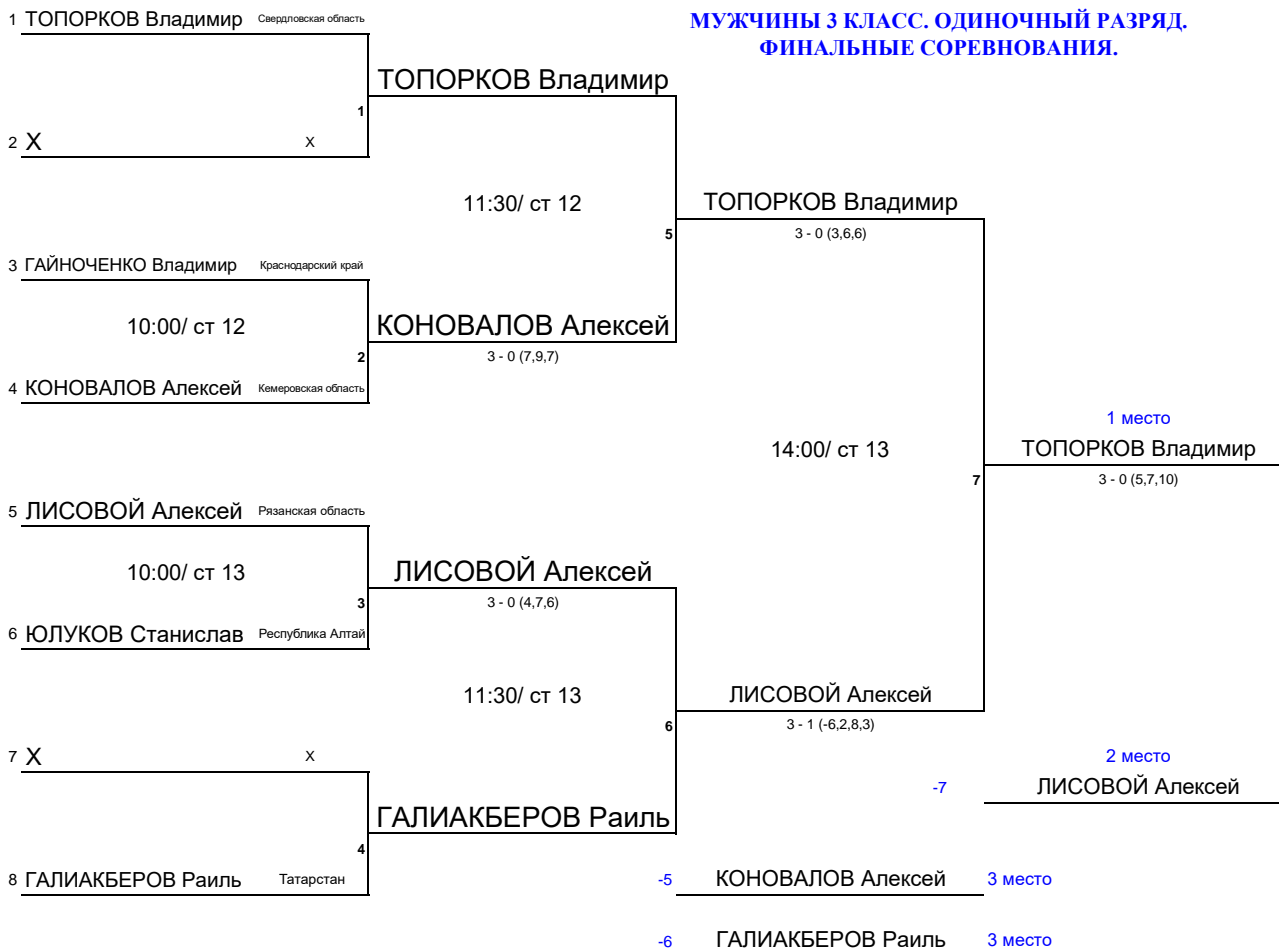 1 ТОПОРКОВ Владимир Свердловская область
МУЖЧИНЫ 3 КЛАСС. ОДИНОЧНЫЙ РАЗРЯД.
ФИНАЛЬНЫЕ СОРЕВНОВАНИЯ.
ТОПОРКОВ Владимир
1
2 X X
11:30/ ст 12
ТОПОРКОВ Владимир
5
3 - 0 (3,6,6)
3 ГАЙНОЧЕНКО Владимир Краснодарский край
10:00/ ст 12
КОНОВАЛОВ Алексей
2
3 - 0 (7,9,7)
4 КОНОВАЛОВ Алексей Кемеровская область
1 место
14:00/ ст 13
ТОПОРКОВ Владимир
7
3 - 0 (5,7,10)
5 ЛИСОВОЙ Алексей Рязанская область
10:00/ ст 13
ЛИСОВОЙ Алексей
3
3 - 0 (4,7,6)
6 ЮЛУКОВ Станислав Республика Алтай
11:30/ ст 13
ЛИСОВОЙ Алексей
6
3 - 1 (-6,2,8,3)
7 X X
2 место
-7 ЛИСОВОЙ Алексей
ГАЛИАКБЕРОВ Раиль
4
8 ГАЛИАКБЕРОВ Раиль Татарстан
-5 КОНОВАЛОВ Алексей 3 место
-6 ГАЛИАКБЕРОВ Раиль 3 место